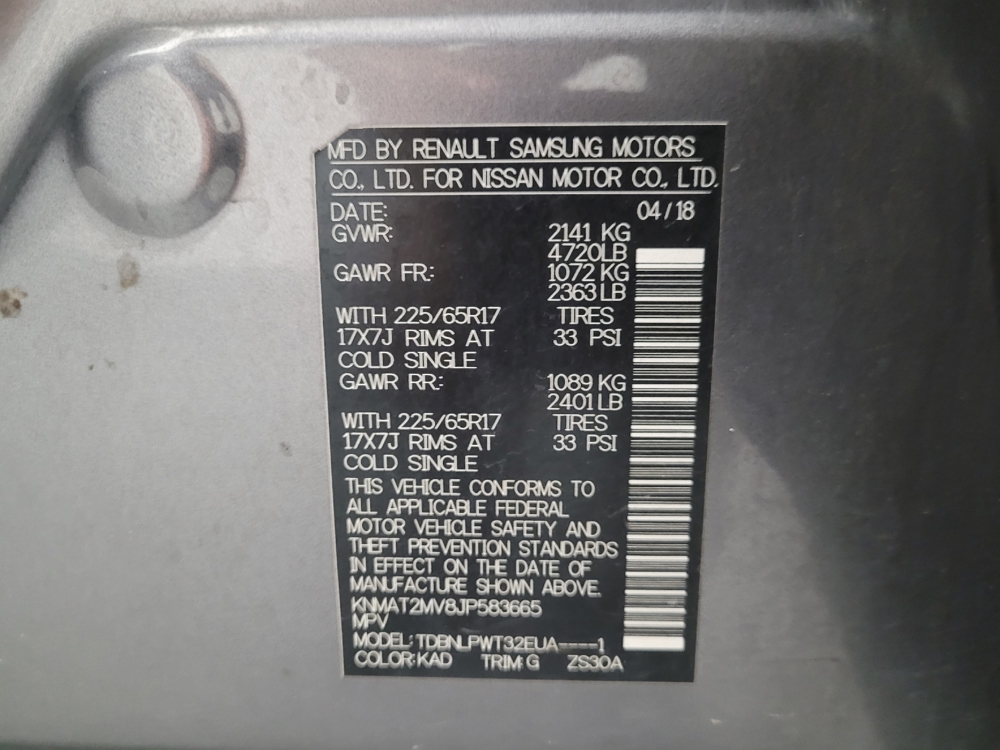 MFD BY RENAULT SAMSUNG MOTORS
CO., LTD. FOR NISSAN MOTOR CO., LTD.
DATE: 04/18
GVWR: 2141 KG
4720LB
GAWR FR.: 1072 KG
2363 LB
WITH 225/65R17 TIRES
17X7J RIMS AT 33 PSI
COLD SINGLE
GAWR RR.: 1089 KG
2401 LB
WITH 225/65R17 TIRES
17X7J RIMS AT 33 PSI
COLD SINGLE
THIS VEHICLE CONFORMS TO
ALL APPLICABLE FEDERAL
MOTOR VEHICLE SAFETY AND
THEFT PREVENTION STANDARDS
IN EFFECT ON THE DATE OF
MANUFACTURE SHOWN ABOVE.
KNMAT2MV8JP583665
MPV
MODEL: TDBNLPWT32EUA----1
COLOR:KAD TRIM: G ZS30A